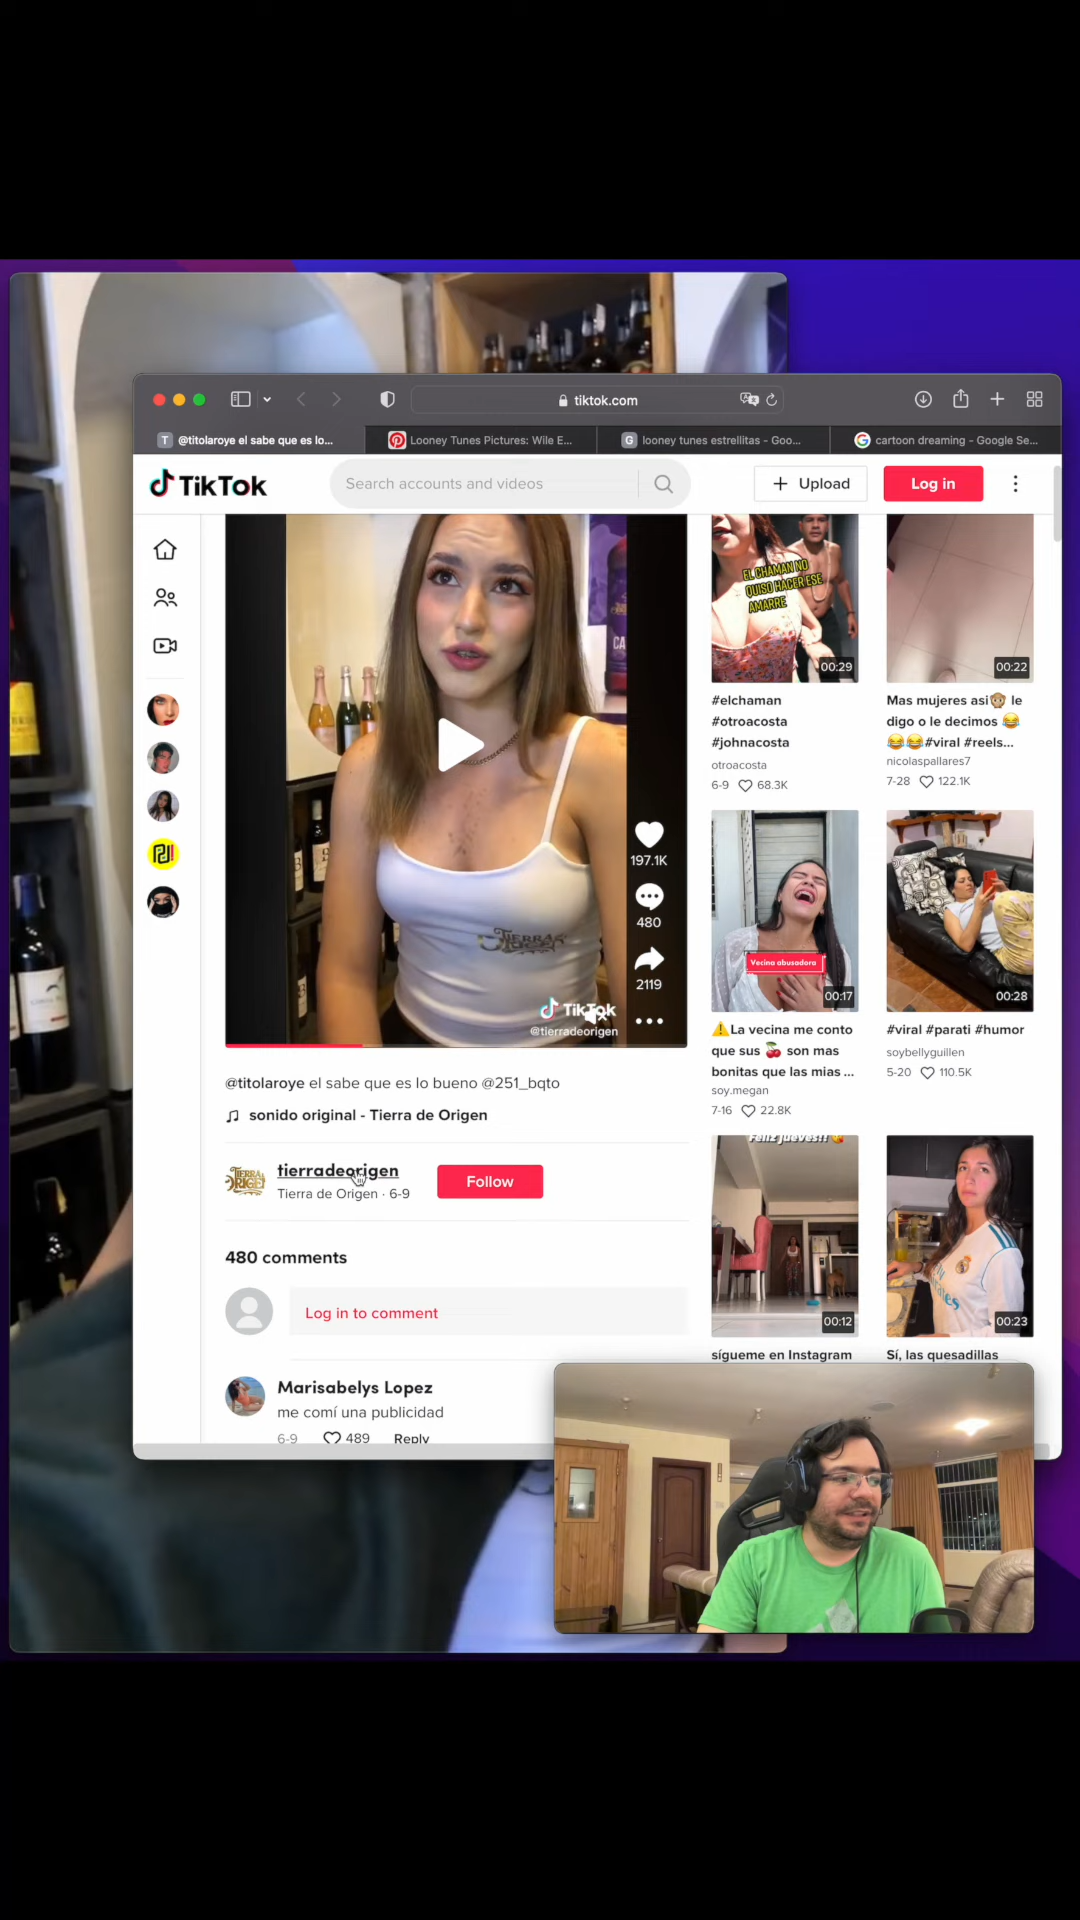 tiktok.com
T @titolaroye el sabe que es lo...
Looney Tunes Pictures: Wile E...
G looney tunes estrellitas - Goo...
cartoon dreaming - Google Se...
TikTok
Search accounts and videos
+ Upload
Log in
CA
197.1K
480
2119
TIERRA
TikTok
@tierradeorigen
@titolaroye el sabe que es lo bueno @251_bqto
sonido original - Tierra de Origen
TIERRA
tierradeorigen
Tierra de Origen · 6-9
Follow
480 comments
Log in to comment
Marisabelys Lopez
me comí una publicidad
6-9 489 Reply
EL CHAMAN NO
QUISO HACER ESE
AMARRE
00:29
#elchaman
#otroacosta
#johnacosta
otroacosta
6-9 68.3K
00:22
Mas mujeres asi🙊 le
digo o le decimos 😂
😂😂#viral #reels...
nicolaspallares7
7-28 122.1K
Vecina abusadora
00:17
⚠️La vecina me conto
que sus 🍒 son mas
bonitas que las mias ...
soy.megan
7-16 22.8K
00:28
#viral #parati #humor
soybellyguillen
5-20 110.5K
Feliz jueves!! 😘
00:12
sígueme en Instagram
00:23
Sí, las quesadillas